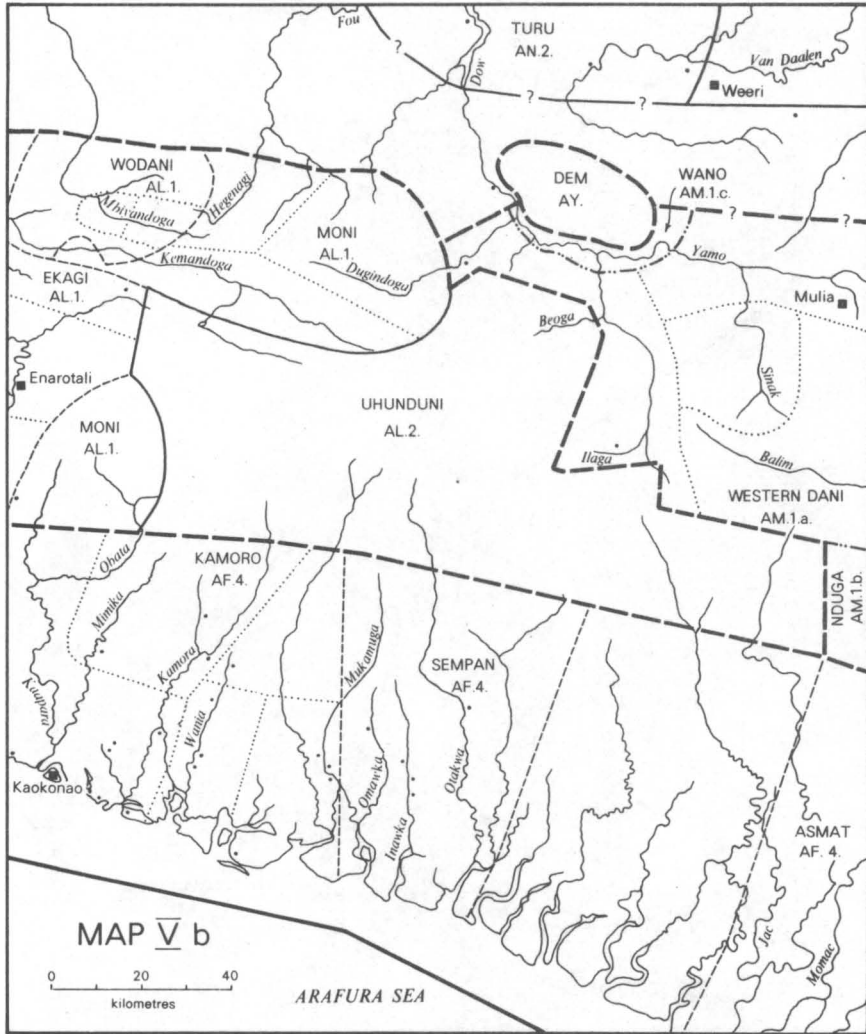 Fou
TURU
AN.2.
Dow
Van Daalen
Weeri
?
?
?
WODANI
AL.1.
Mbivandoga
Hegenagi
DEM
AY.
WANO
AM.1.c.
?
MONI
AL.1.
Kemandoga
Dugindoga
Yamo
EKAGI
AL.1.
Mulia
Beoga
Sinak
Enarotali
UHUNDUNI
AL.2.
MONI
AL.1.
Ilaga
Balim
WESTERN DANI
AM.1.a.
Obata
KAMORO
AF.4.
NDUGA
AM.1.b.
Mimika
Kamora
Mukamuga
SEMPAN
AF.4.
Wania
Kaokonao
Omawka
Otakwa
Inawka
ASMAT
AF. 4.
Jac
Momac
MAP V b
0 20 40
kilometres
ARAFURA SEA